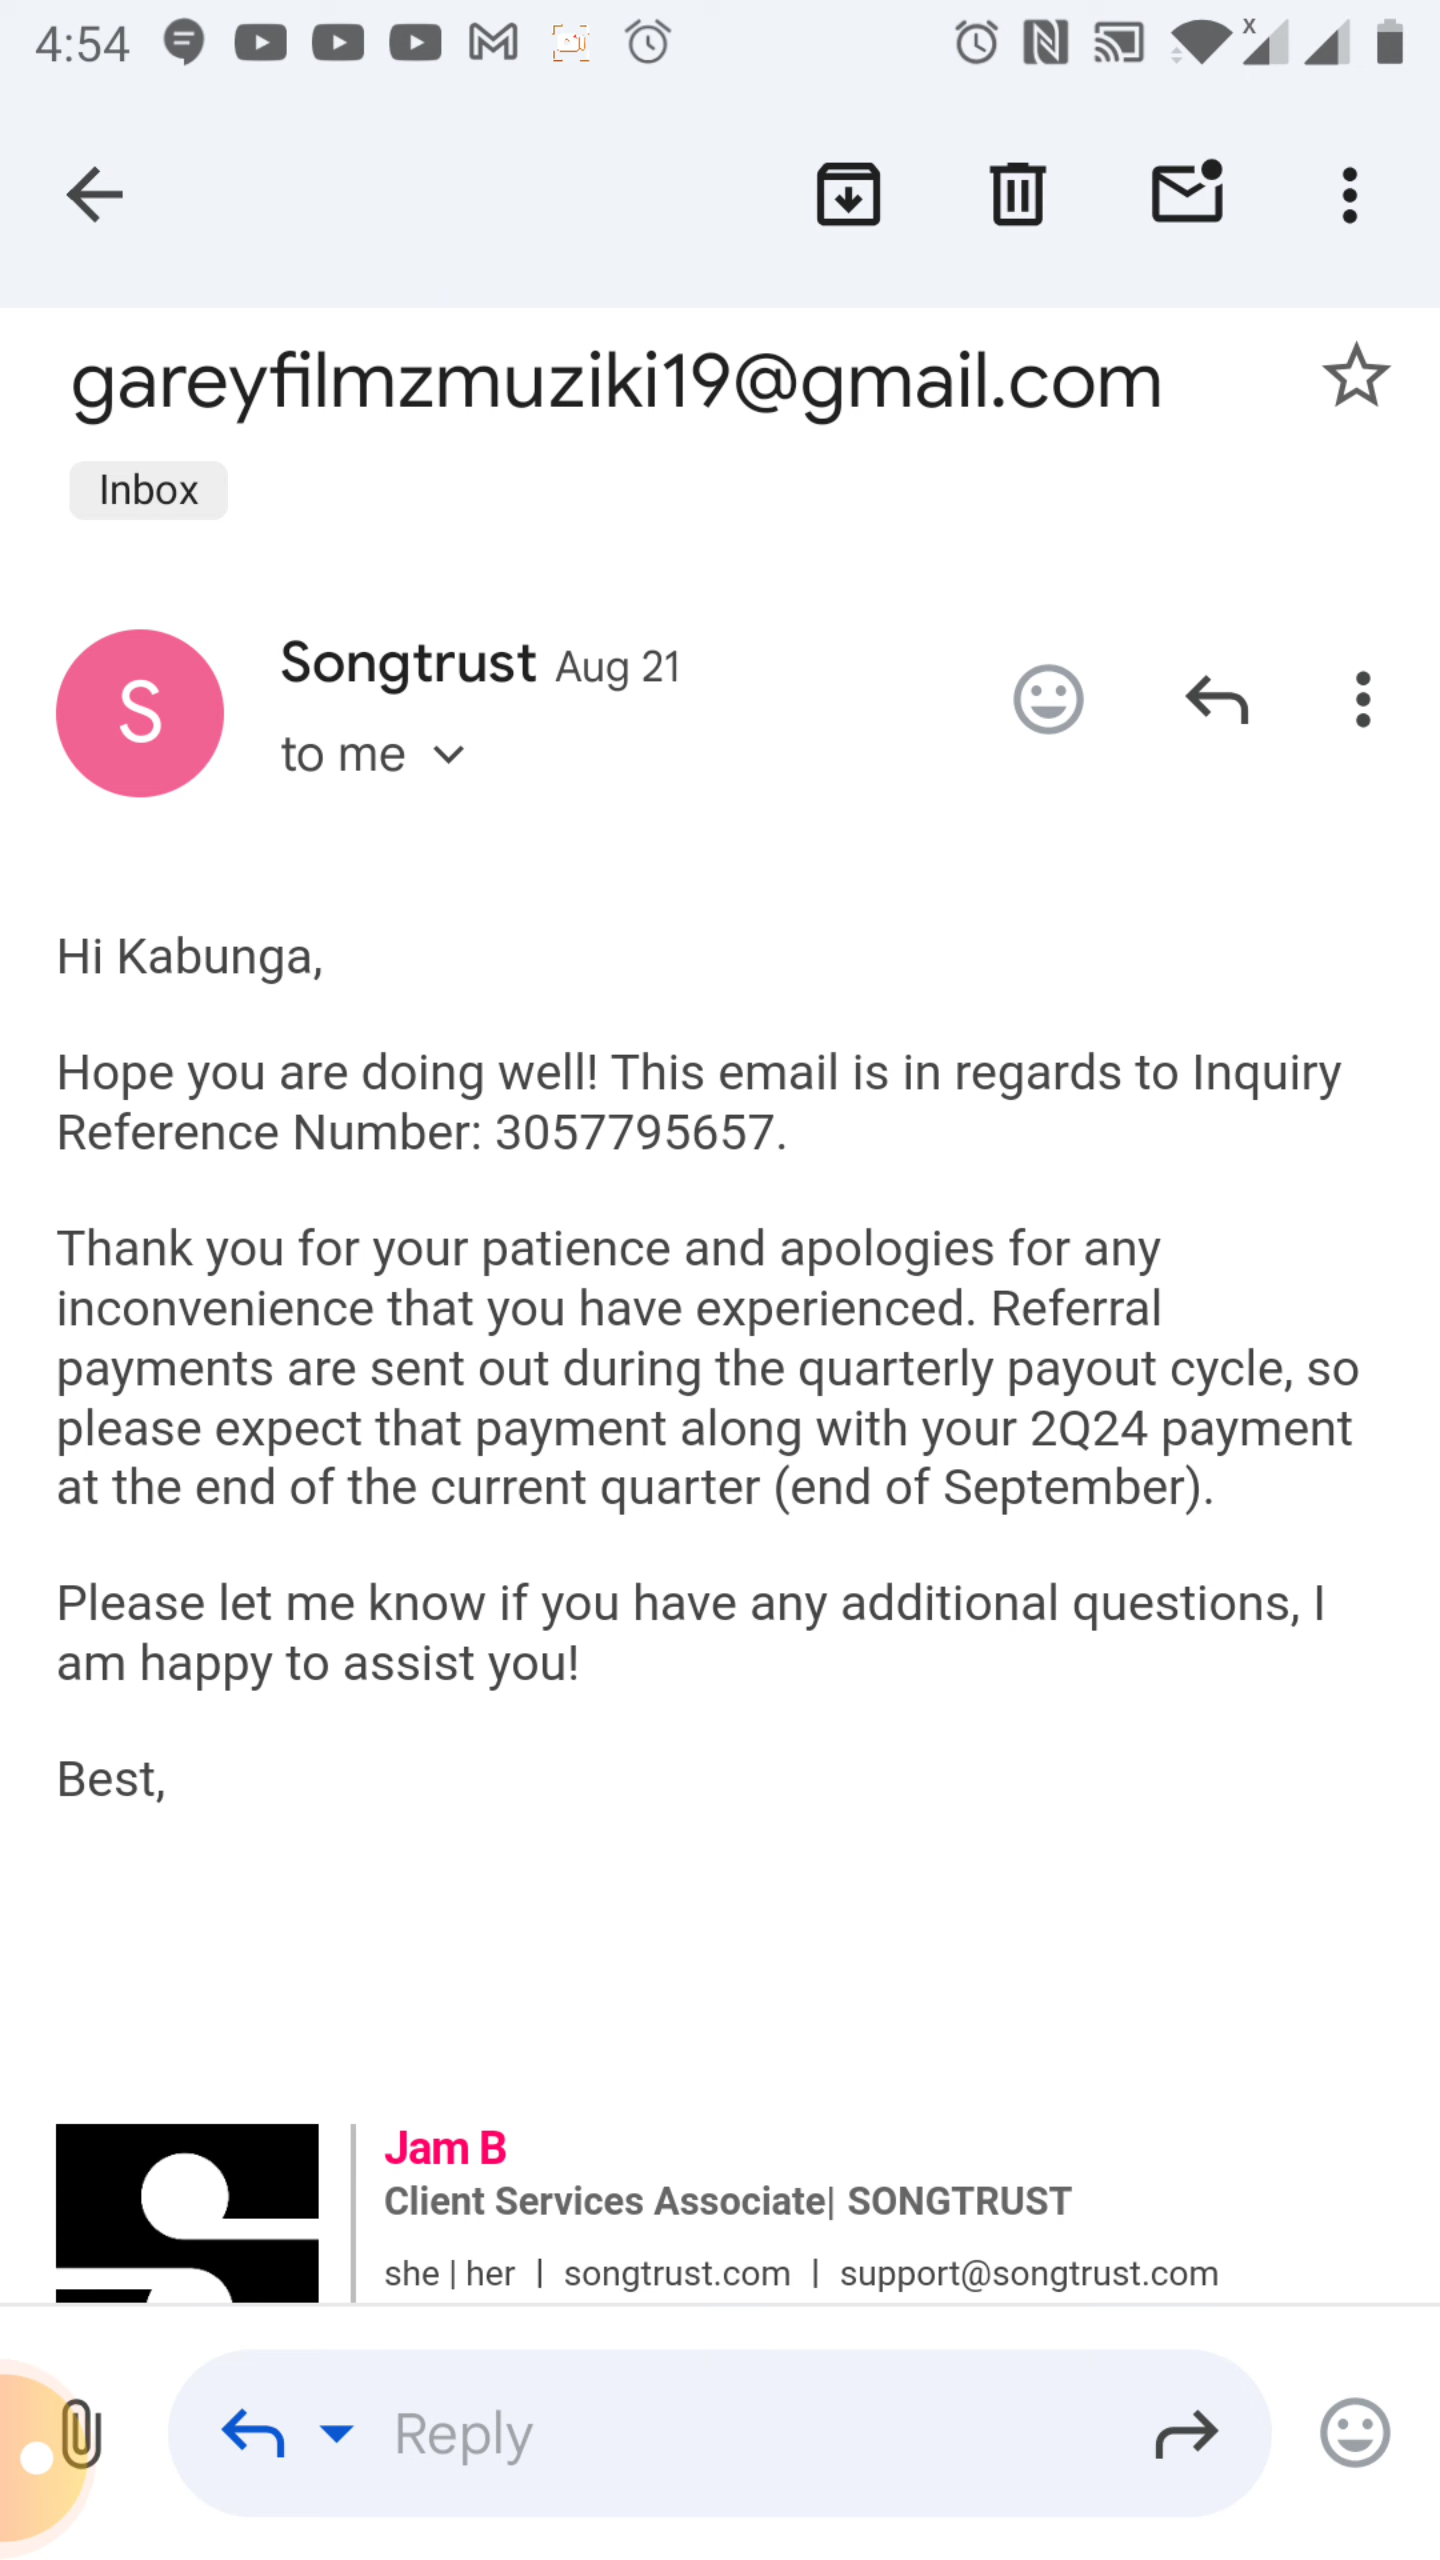 4:54
x
gareyfilmzmuziki19@gmail.com
Inbox
S
Songtrust Aug 21
to me
Hi Kabunga,
Hope you are doing well! This email is in regards to Inquiry
Reference Number: 3057795657.
Thank you for your patience and apologies for any
inconvenience that you have experienced. Referral
payments are sent out during the quarterly payout cycle, so
please expect that payment along with your 2Q24 payment
at the end of the current quarter (end of September).
Please let me know if you have any additional questions, I
am happy to assist you!
Best,
Jam B
Client Services Associate| SONGTRUST
she | her | songtrust.com | support@songtrust.com
Reply